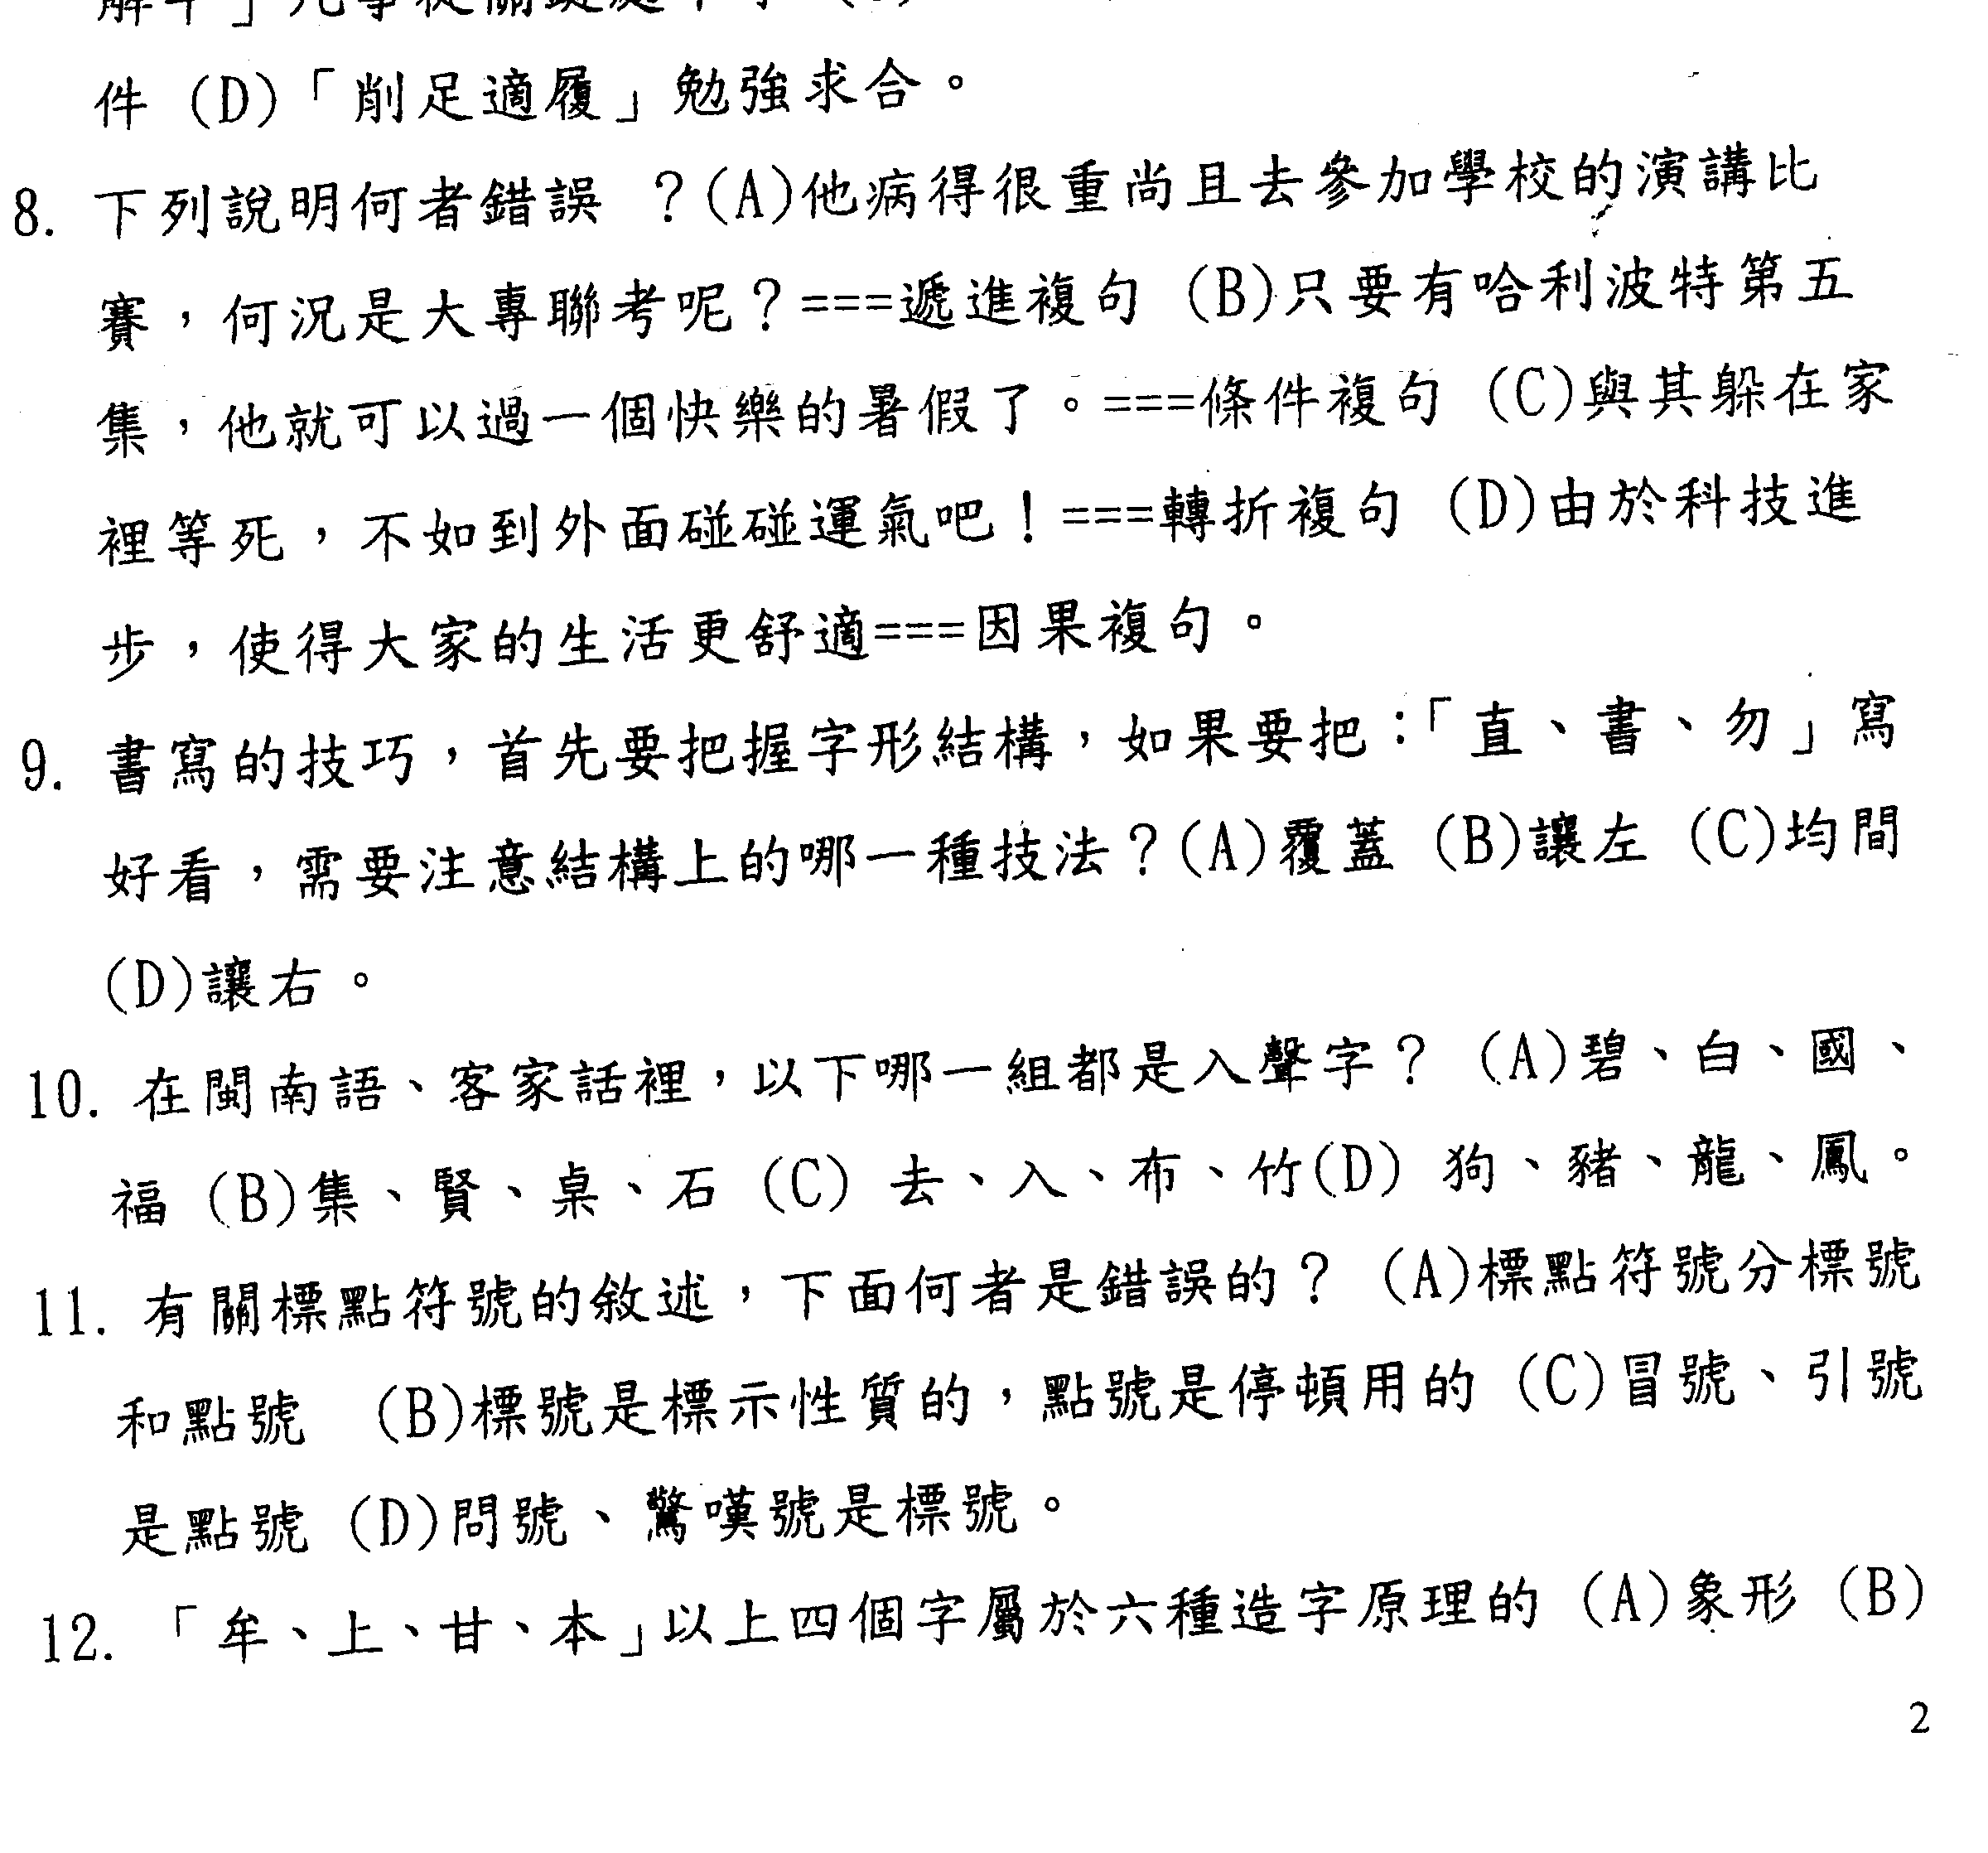 件 (D)「削足適履」勉強求合。
8. 下列說明何者錯誤 ？(A)他病得很重尚且去參加學校的演講比
賽，何況是大專聯考呢？===遞進複句 (B)只要有哈利波特第五
集，他就可以過一個快樂的暑假了。===條件複句 (C)與其躲在家
裡等死，不如到外面碰碰運氣吧！===轉折複句 (D)由於科技進
步，使得大家的生活更舒適===因果複句。
9. 書寫的技巧，首先要把握字形結構，如果要把：「直、書、勿」寫
好看，需要注意結構上的哪一種技法？(A)覆蓋 (B)讓左 (C)均間
(D)讓右。
10. 在閩南語、客家話裡，以下哪一組都是入聲字？ (A)碧、白、國、
福 (B)集、賢、桌、石 (C) 去、入、布、竹(D) 狗、豬、龍、鳳。
11. 有關標點符號的敘述，下面何者是錯誤的？ (A)標點符號分標號
和點號 (B)標號是標示性質的，點號是停頓用的 (C)冒號、引號
是點號 (D)問號、驚嘆號是標號。
12. 「牟、上、甘、本」以上四個字屬於六種造字原理的 (A)象形 (B)
2